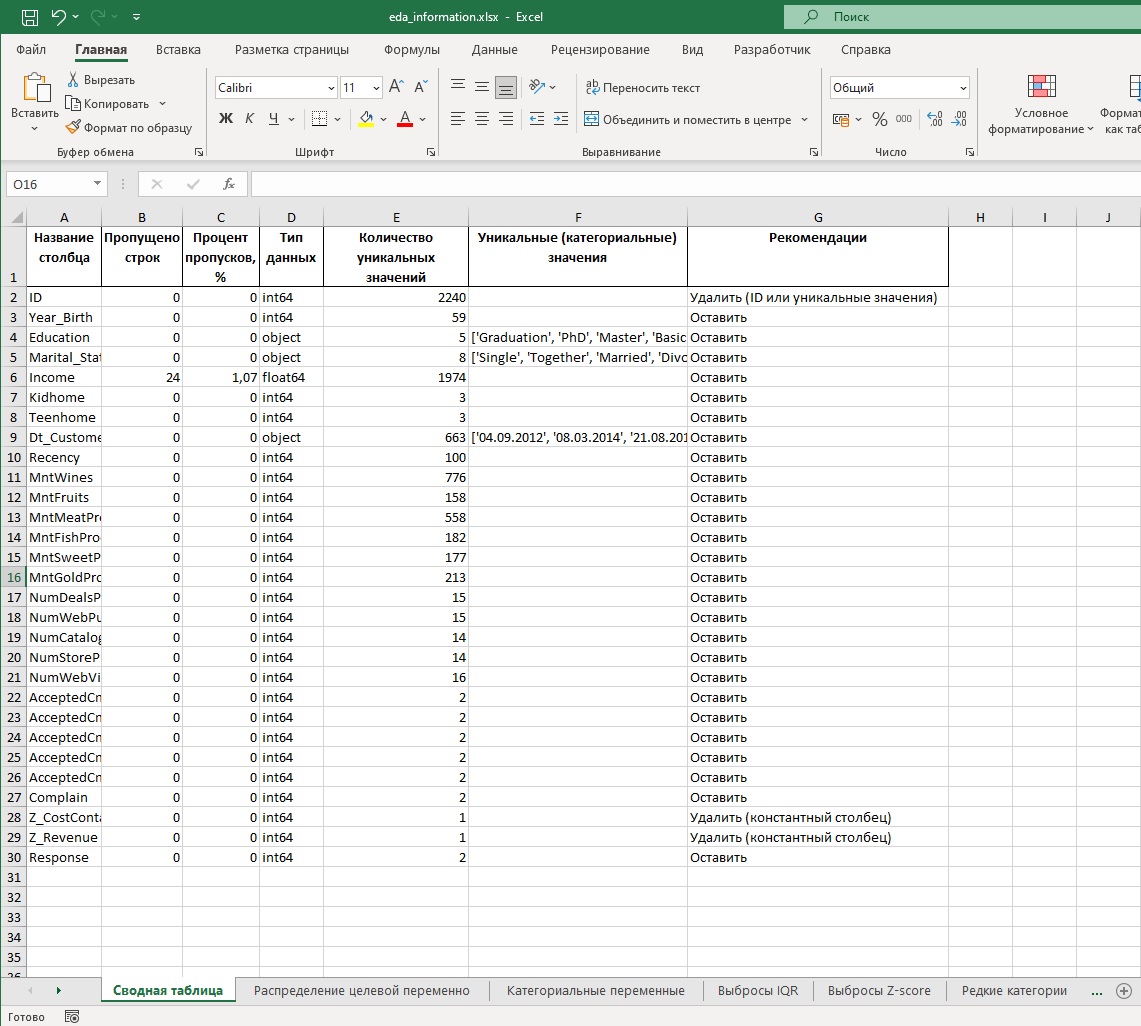 eda_information.xlsx - Excel
Поиск
Файл Главная Вставка Разметка страницы Формулы Данные Рецензирование Вид Разработчик Справка
Вставить
Вырезать
Копировать
Формат по образцу
Буфер обмена
Calibri 11
Ж К Ч
Шрифт
Переносить текст
Объединить и поместить в центре
Выравнивание
Общий
% 000
Число
Условное форматирование
Формат
как таб
O16
fx
A B C D E F G H I J
1 Название столбца Пропущено строк Процент пропусков, % Тип данных Количество уникальных значений Уникальные (категориальные) значения Рекомендации
2 ID 0 0 int64 2240 Удалить (ID или уникальные значения)
3 Year_Birth 0 0 int64 59 Оставить
4 Education 0 0 object 5 ['Graduation', 'PhD', 'Master', 'Basic Оставить
5 Marital_Stat 0 0 object 8 ['Single', 'Together', 'Married', 'Divo Оставить
6 Income 24 1,07 float64 1974 Оставить
7 Kidhome 0 0 int64 3 Оставить
8 Teenhome 0 0 int64 3 Оставить
9 Dt_Custome 0 0 object 663 ['04.09.2012', '08.03.2014', '21.08.201 Оставить
10 Recency 0 0 int64 100 Оставить
11 MntWines 0 0 int64 776 Оставить
12 MntFruits 0 0 int64 158 Оставить
13 MntMeatPro 0 0 int64 558 Оставить
14 MntFishPro 0 0 int64 182 Оставить
15 MntSweetP 0 0 int64 177 Оставить
16 MntGoldPro 0 0 int64 213 Оставить
17 NumDealsP 0 0 int64 15 Оставить
18 NumWebPu 0 0 int64 15 Оставить
19 NumCatalog 0 0 int64 14 Оставить
20 NumStoreP 0 0 int64 14 Оставить
21 NumWebVi 0 0 int64 16 Оставить
22 AcceptedCm 0 0 int64 2 Оставить
23 AcceptedCm 0 0 int64 2 Оставить
24 AcceptedCm 0 0 int64 2 Оставить
25 AcceptedCm 0 0 int64 2 Оставить
26 AcceptedCm 0 0 int64 2 Оставить
27 Complain 0 0 int64 2 Оставить
28 Z_CostConta 0 0 int64 1 Удалить (константный столбец)
29 Z_Revenue 0 0 int64 1 Удалить (константный столбец)
30 Response 0 0 int64 2 Оставить
31
32
33
34
35
36
Сводная таблица Распределение целевой переменно Категориальные переменные Выбросы IQR Выбросы Z-score Редкие категории ...
Готово